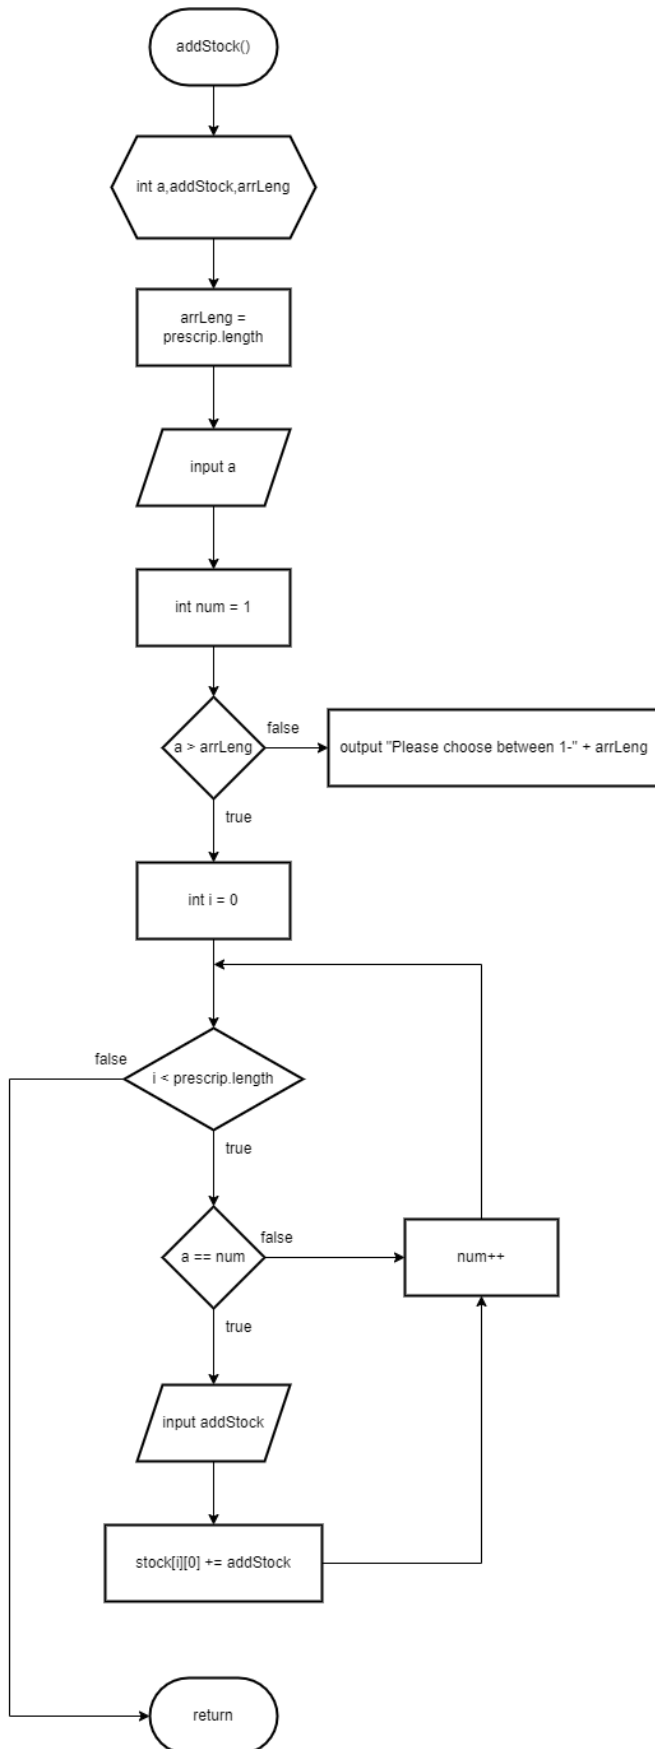 addStock()
int a,addStock,arrLeng
arrLeng =
prescrip.length
input a
int num = 1
a > arrLeng
false
output "Please choose between 1-" + arrLeng
true
int i = 0
false
i < prescrip.length
true
a == num
false
num++
true
input addStock
stock[i][0] += addStock
return